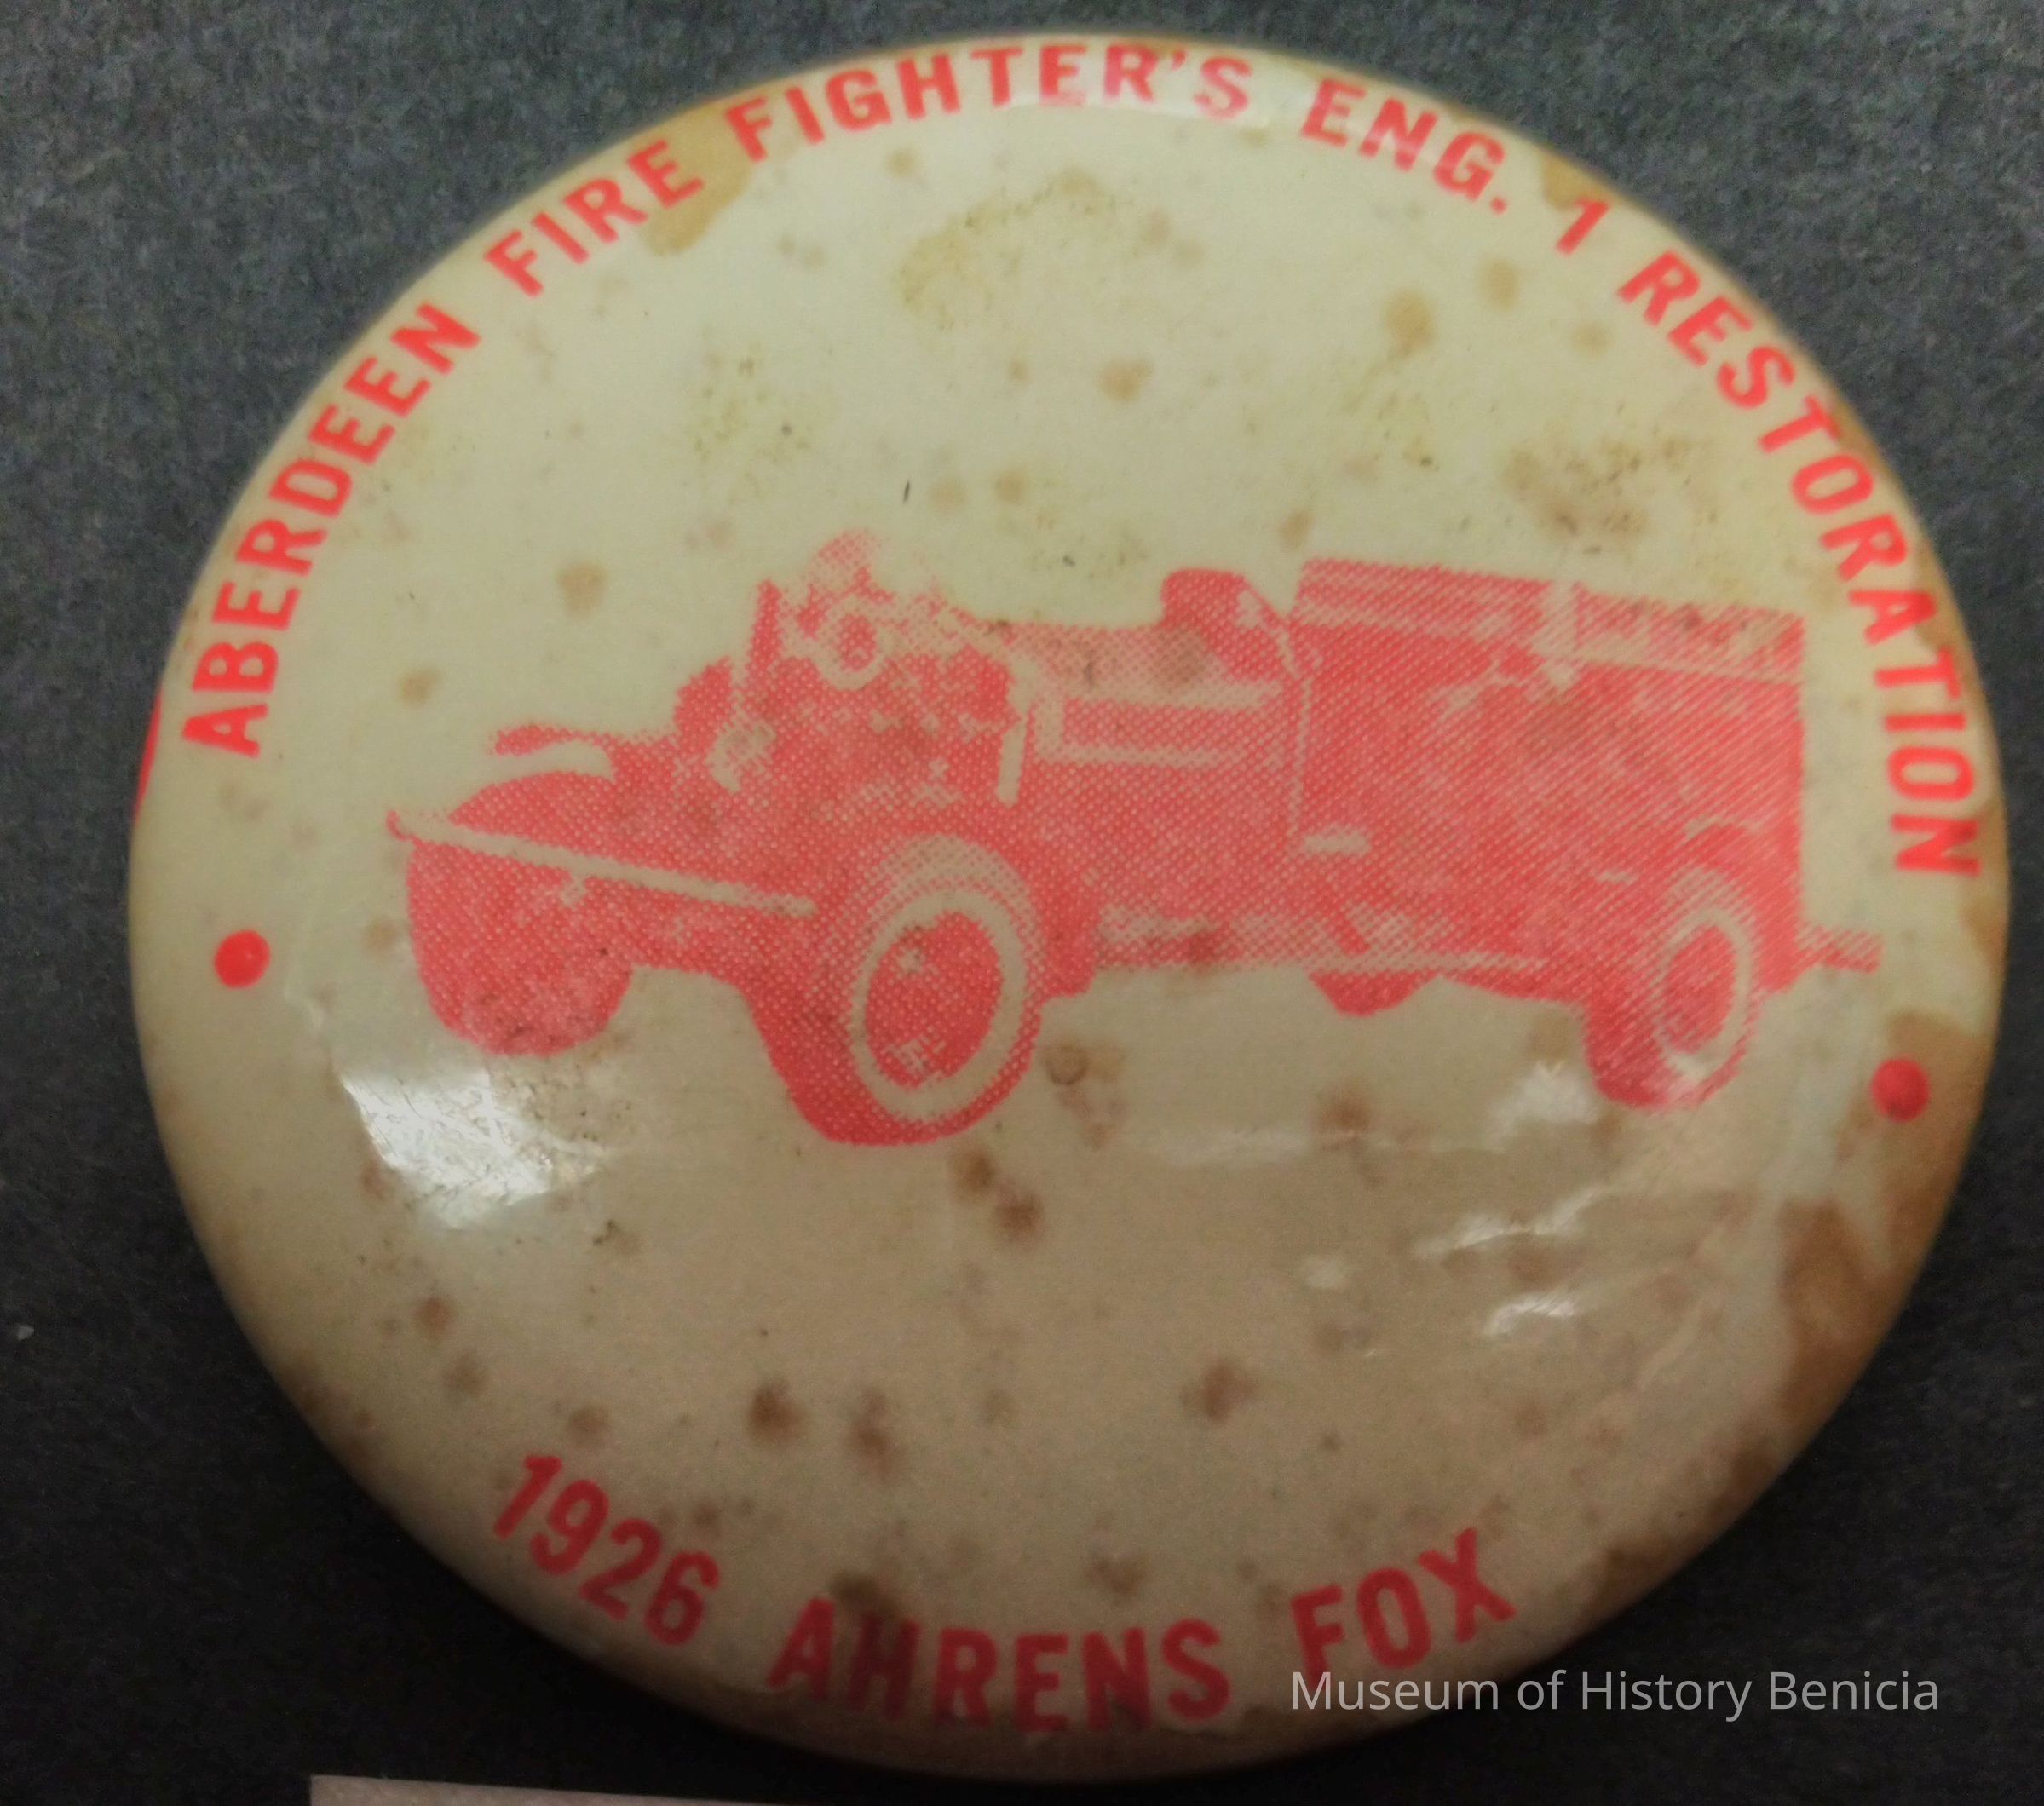 ABERDEEN FIRE FIGHTER'S ENG. 1 RESTORATION
1926 AHRENS FOX
Museum of History Benicia